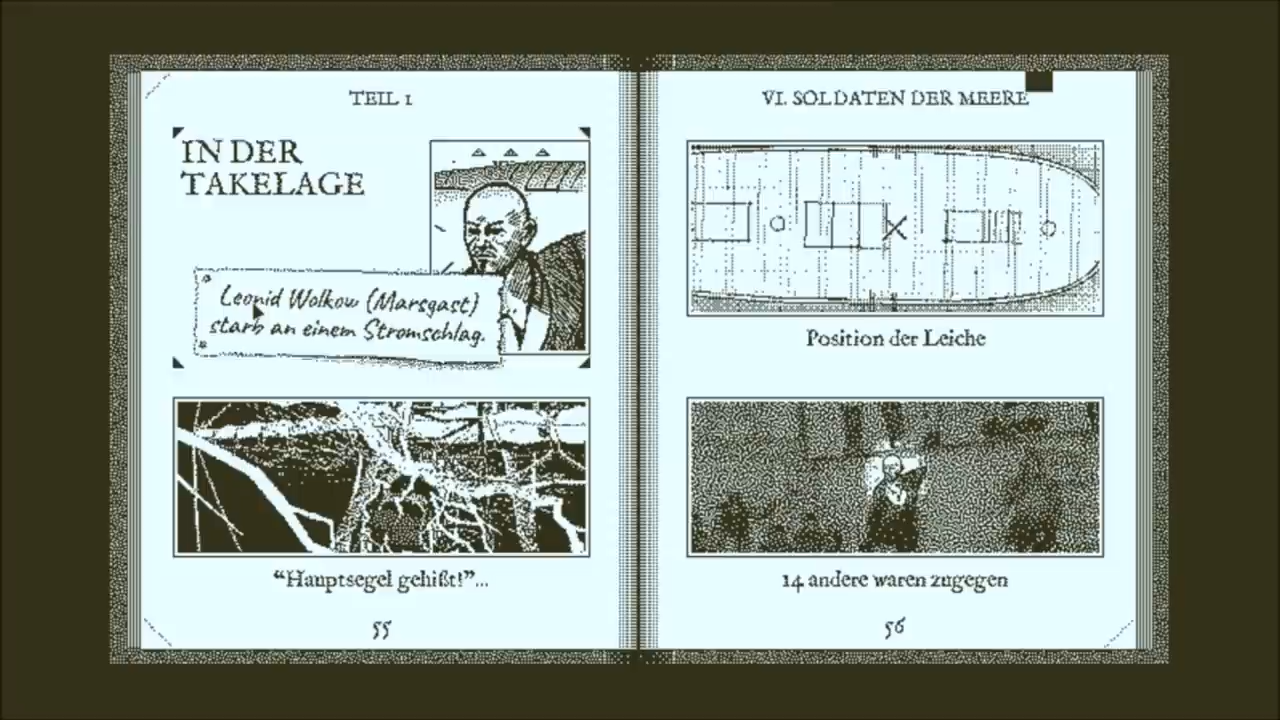 TEIL 1
IN DER
TAKELAGE
Leonid Wolkow (Marsgast)
starb an einem Stromschlag.
“Hauptsegel gehißt!”...
55
VI. SOLDATEN DER MEERE
Position der Leiche
14 andere waren zugegen
56